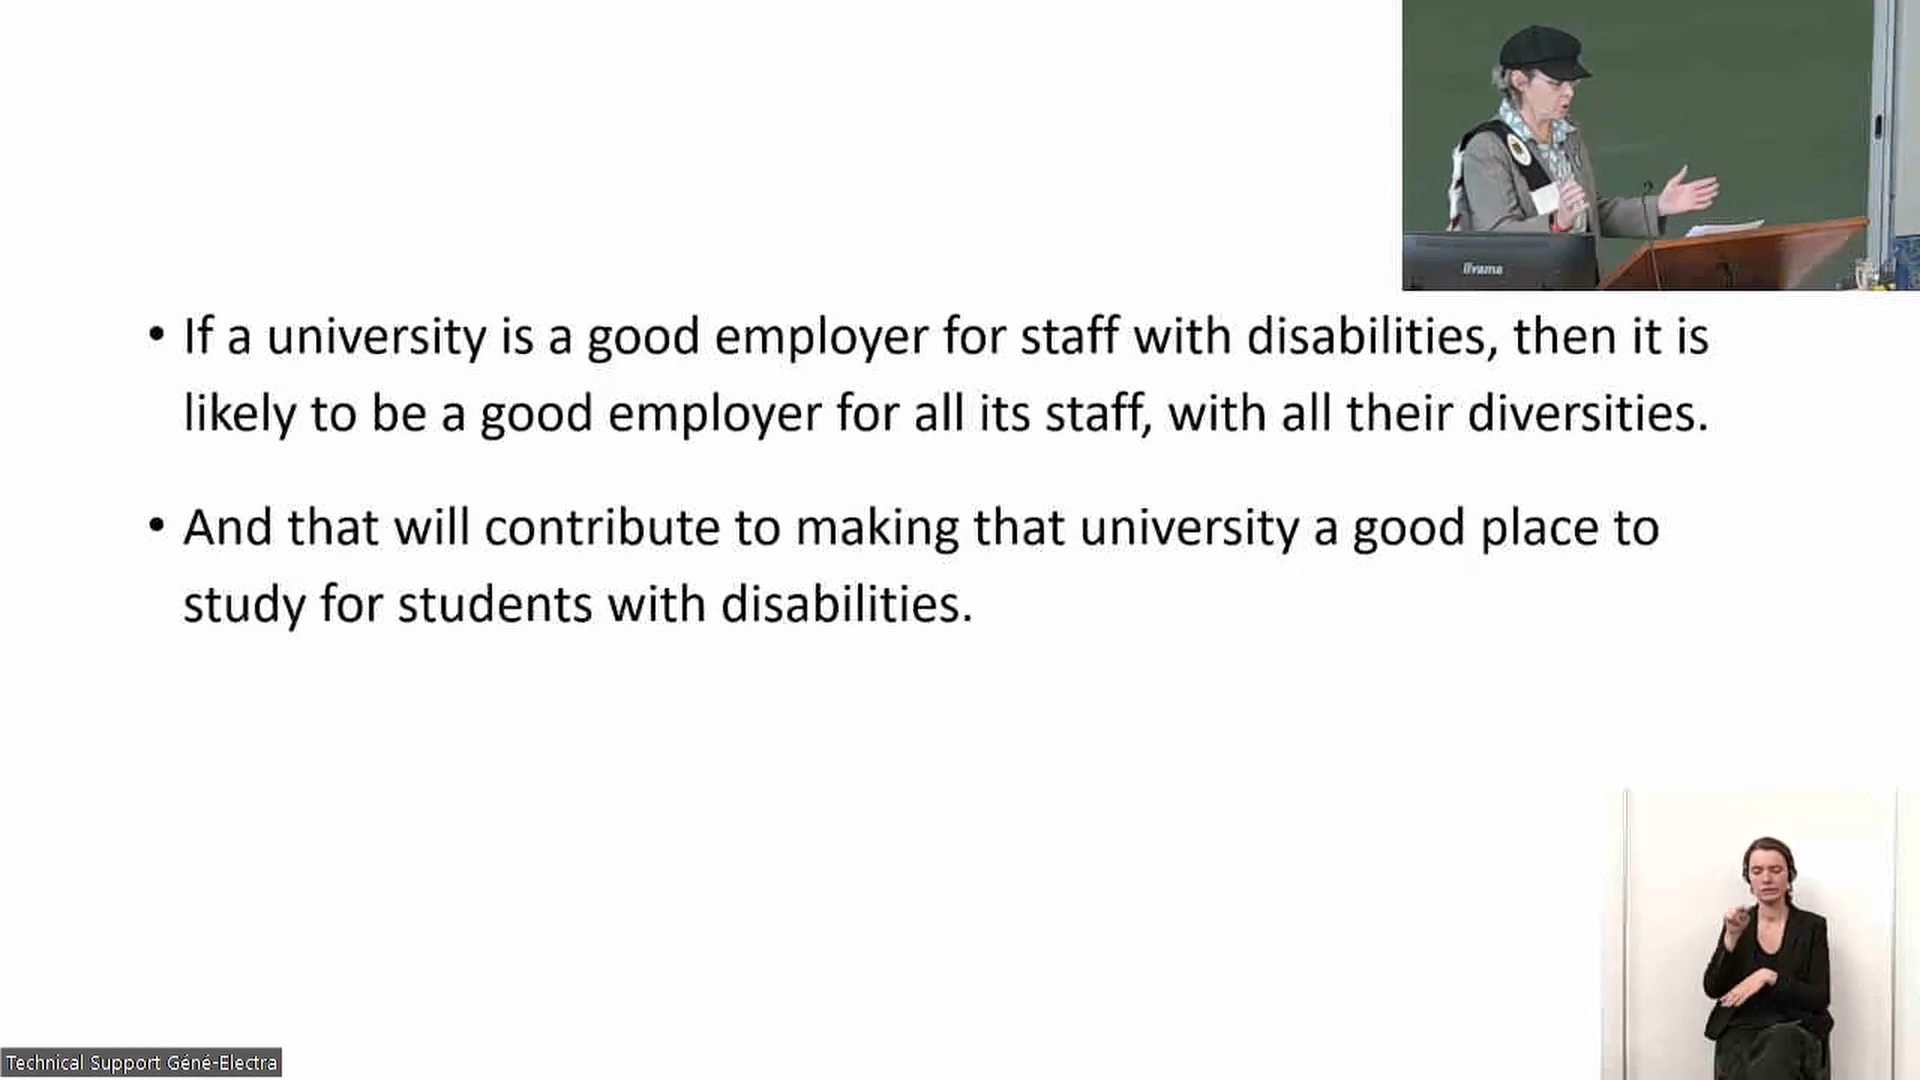 iiyama
• If a university is a good employer for staff with disabilities, then it is
likely to be a good employer for all its staff, with all their diversities.
• And that will contribute to making that university a good place to
study for students with disabilities.
Technical Support Géné-Electra